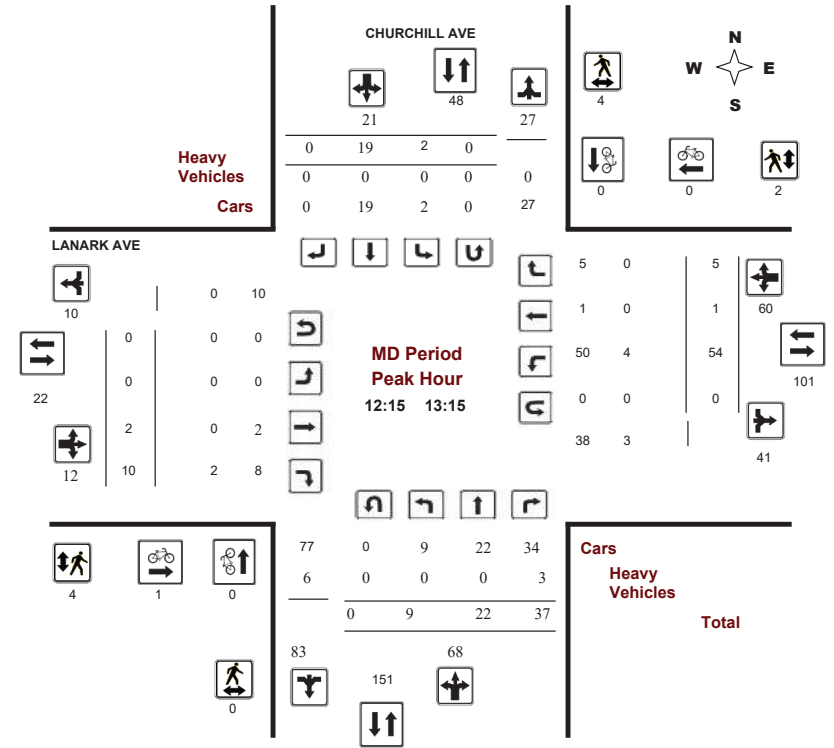 CHURCHILL AVE
N
W E
S
48
4
21 27
0 19 2 0
Heavy
Vehicles
0 0 0 0 0
Cars
0 19 2 0 27
0 0 2
LANARK AVE
10
0 10
5 0 5
60
1 0 1
0 0 0
MD Period
Peak Hour
12:15 13:15
50 4 54
101
22
0 0 0
0 0 0
2 0 2
38 3
41
12
10 2 8
77 0 9 22 34
Cars
6 0 0 0 3
Heavy
Vehicles
4 1 0
0 9 22 37
Total
83 68
151
0